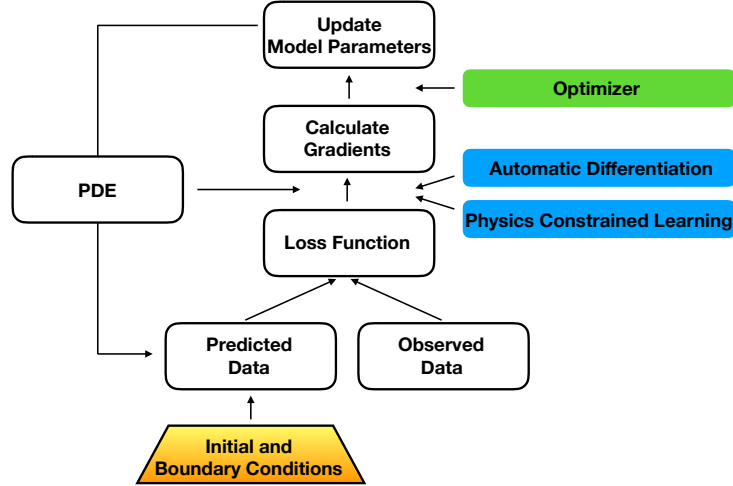 Update
Model Parameters
Optimizer
Calculate
Gradients
Automatic Differentiation
PDE
Physics Constrained Learning
Loss Function
Predicted
Data
Observed
Data
Initial and
Boundary Conditions